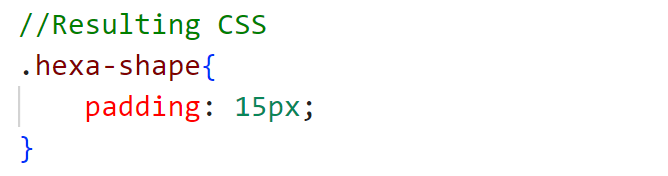 //Resulting CSS
.hexa-shape{
    padding: 15px;
}